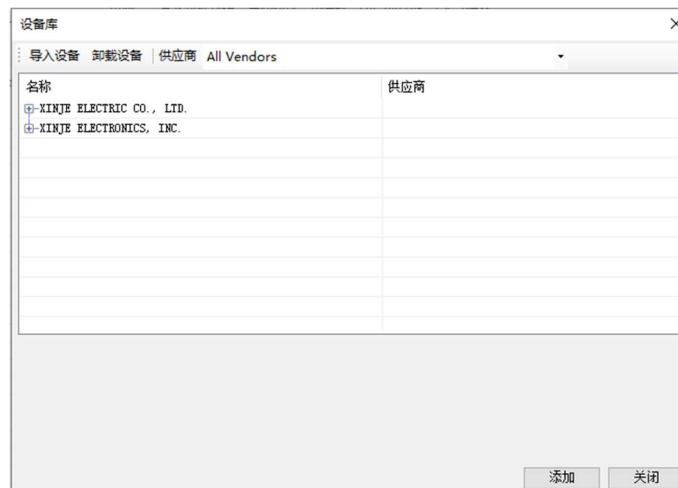 设备库
导入设备 卸载设备 供应商 All Vendors
名称 供应商
XINJE ELECTRIC CO., LTD.
XINJE ELECTRONICS, INC.
添加 关闭